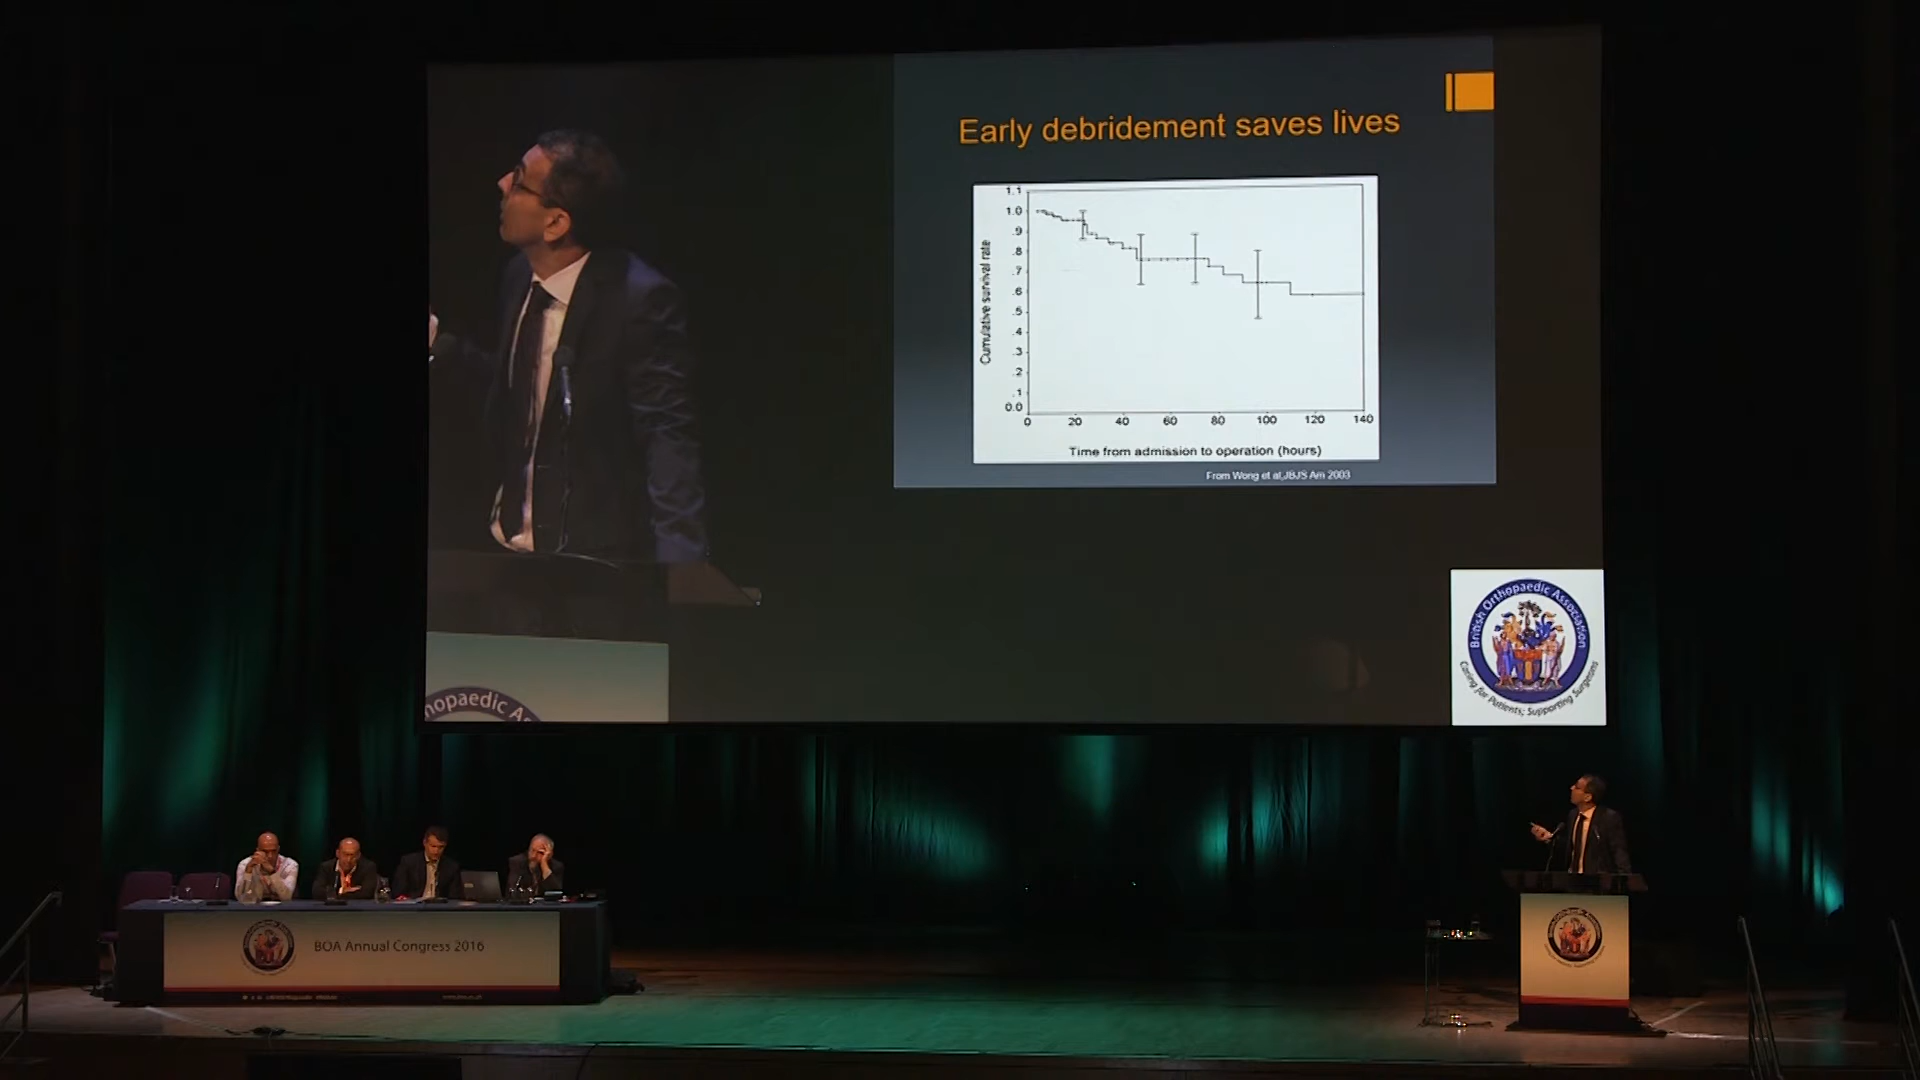 Early debridement saves lives
1.1
1.0
.9
.8
.7
.6
.5
.4
.3
.2
.1
0.0
Cumulative survival rate
0 20 40 60 80 100 120 140
Time from admission to operation (hours)
From Wong et al,JBJS Am 2003
hopaedic As
British Orthopaedic Association
Caring for Patients; Supporting Surgeons
BOA Annual Congress 2016